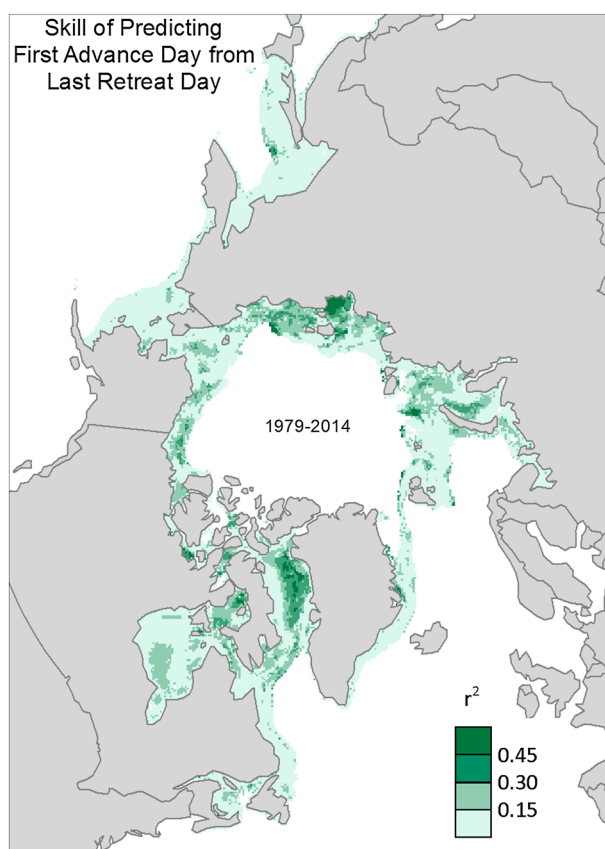 Skill of Predicting
First Advance Day from
Last Retreat Day
1979-2014
r²
0.45
0.30
0.15